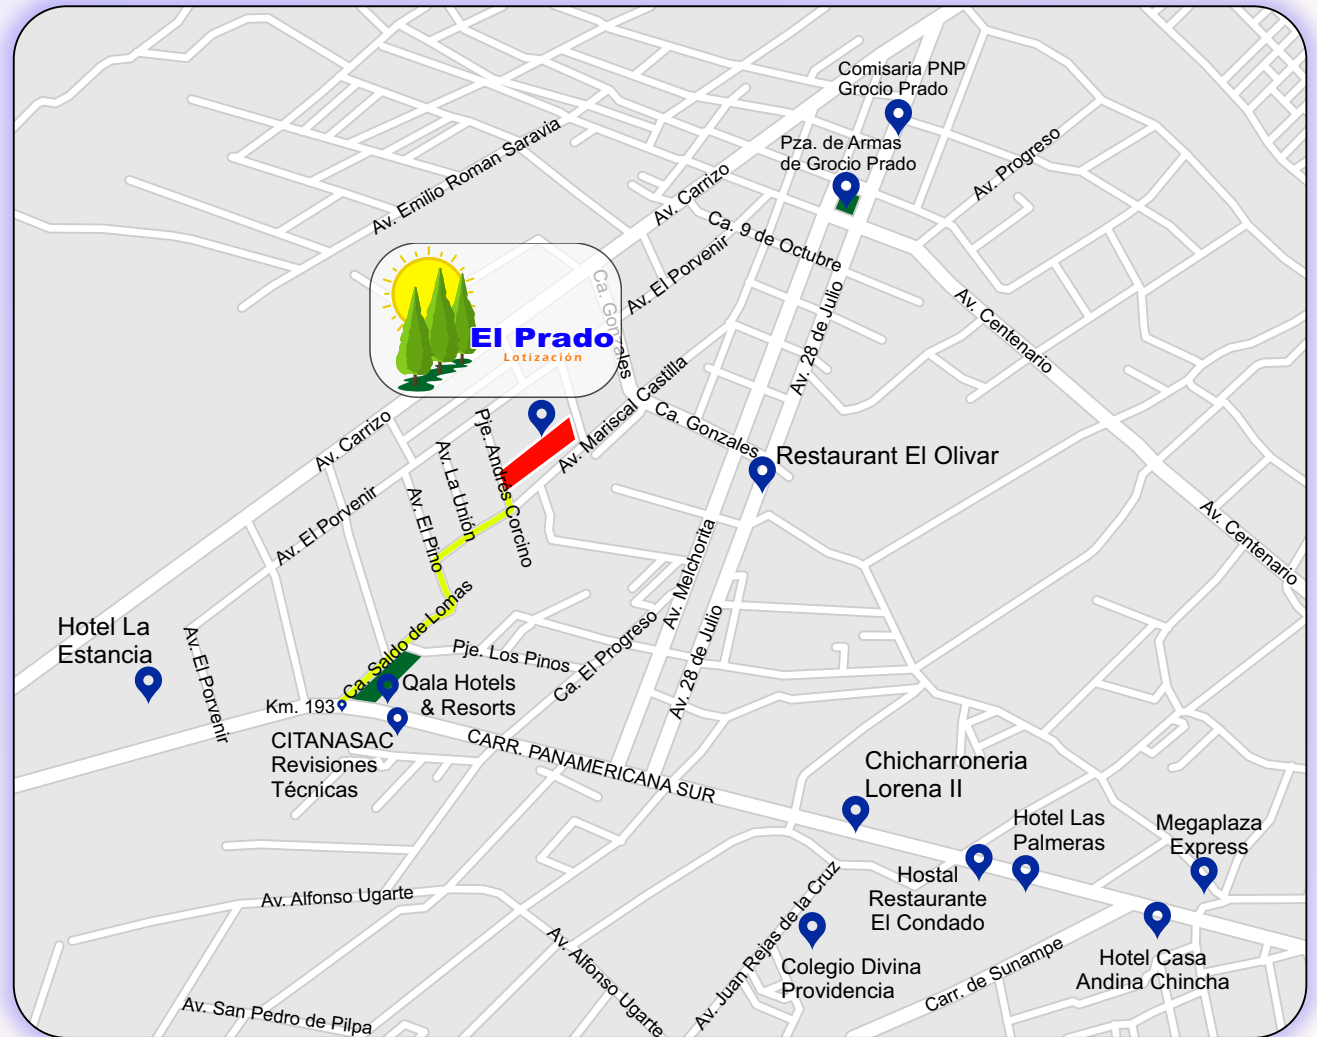 Comisaria PNP
Grocio Prado
Pza. de Armas
de Grocio Prado
Av. Progreso
Av. Emilio Roman Saravia
Av. Carrizo
Ca. 9 de Octubre
Av. El Porvenir
Ca. Gonzales
Av. 28 de Julio
Av. Centenario
El Prado
Lotización
Av. Mariscal Castilla
Ca. Gonzales
Restaurant El Olivar
Av. Carrizo
Pje. Andrés Corcino
Av. La Unión
Av. El Pino
Av. El Porvenir
Av. Centenario
Av. Melchorita
Av. 28 de Julio
Ca. Saldo de Lomas
Hotel La
Estancia
Av. El Porvenir
Pje. Los Pinos
Ca. El Progreso
Qala Hotels
& Resorts
Km. 193
CITANASAC
Revisiones
Técnicas
CARR. PANAMERICANA SUR
Chicharroneria
Lorena II
Hotel Las
Palmeras
Megaplaza
Express
Hostal
Restaurante
El Condado
Av. Alfonso Ugarte
Av. Juan Rejas de la Cruz
Av. Alfonso Ugarte
Colegio Divina
Providencia
Carr. de Sunampe
Hotel Casa
Andina Chincha
Av. San Pedro de Pilpa